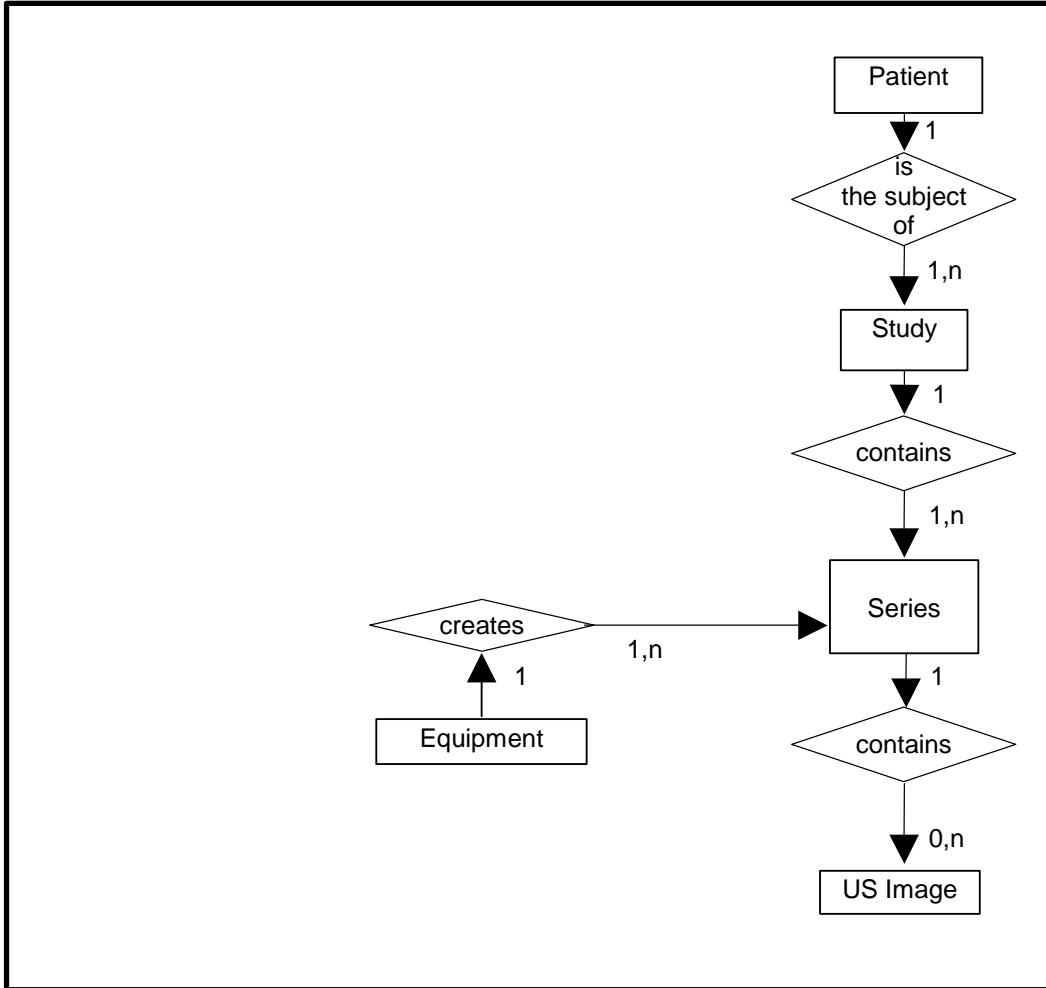 Patient
1
is
the subject
of
1,n
Study
1
contains
1,n
Series
creates
1,n
1
Equipment
1
contains
0,n
US Image